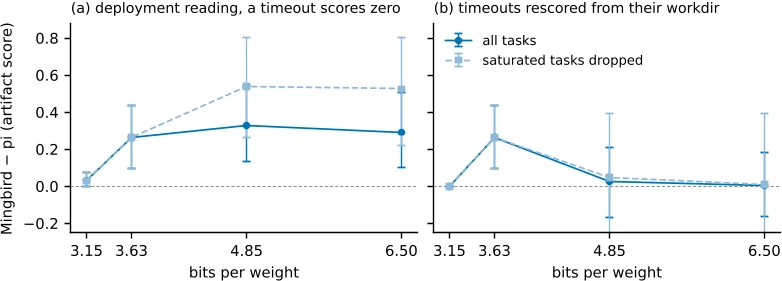 (a) deployment reading, a timeout scores zero
(b) timeouts rescored from their workdir
Mingbird − pi (artifact score)
0.8
0.6
0.4
0.2
0.0
−0.2
all tasks
saturated tasks dropped
3.15 3.63 4.85 6.50
3.15 3.63 4.85 6.50
bits per weight
bits per weight